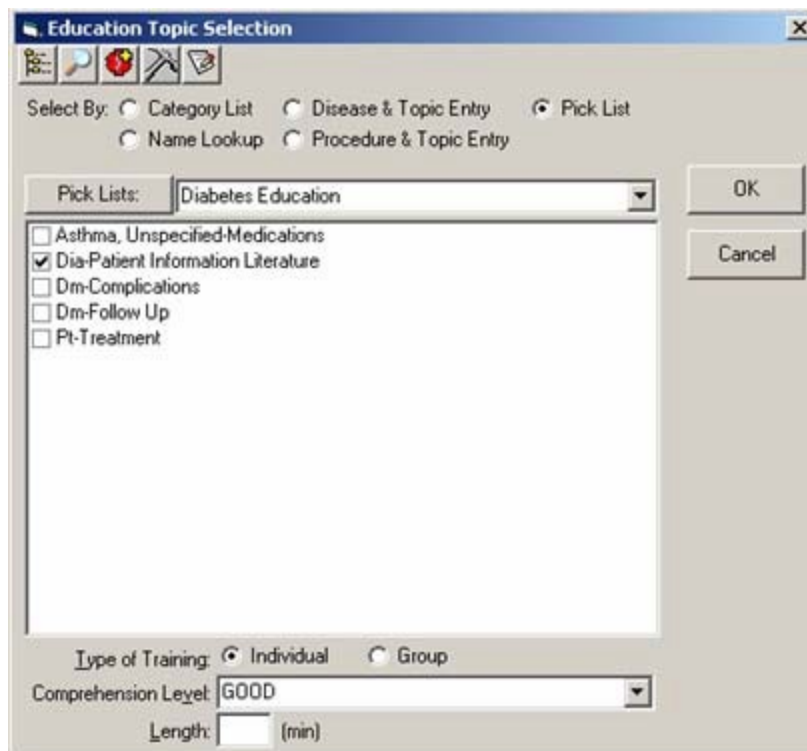 Education Topic Selection
Select By: Category List Disease & Topic Entry Pick List
Name Lookup Procedure & Topic Entry
Pick Lists: Diabetes Education OK
Asthma, Unspecified-Medications
Dia-Patient Information Literature Cancel
Dm-Complications
Dm-Follow Up
Pt-Treatment
Type of Training: Individual Group
Comprehension Level: GOOD
Length: (min)